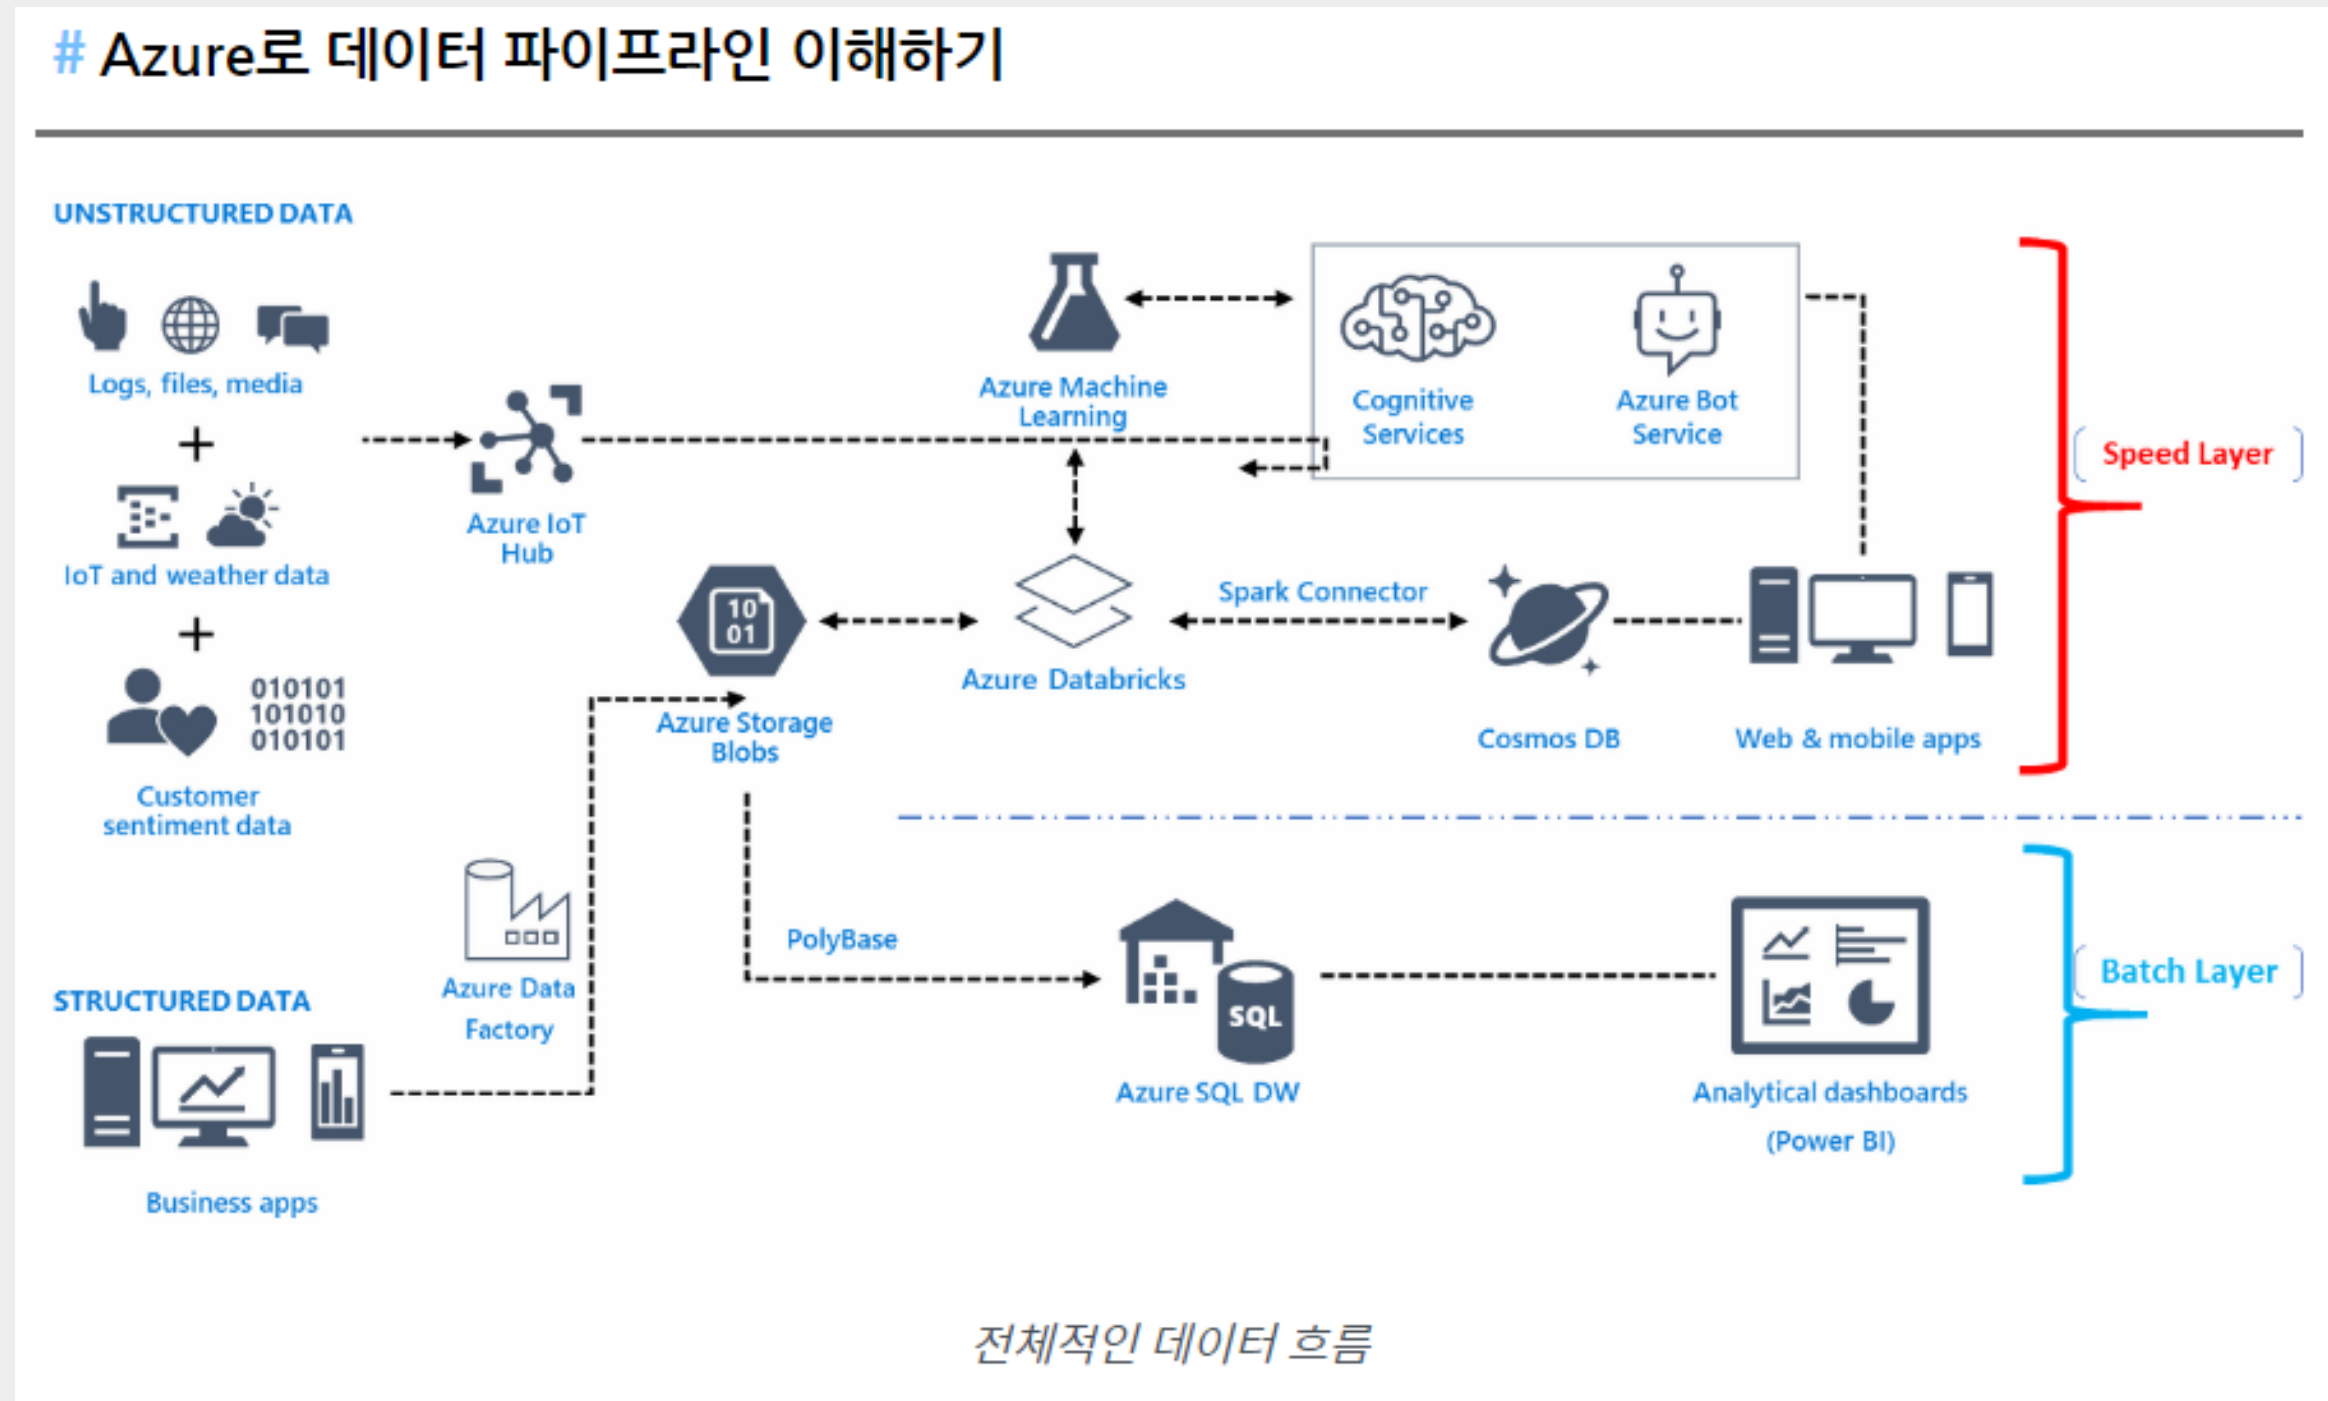 # Azure로 데이터 파이프라인 이해하기
UNSTRUCTURED DATA
Logs, files, media
+
IoT and weather data
+
010101
101010
010101
Customer
sentiment data
Azure IoT
Hub
Azure Machine
Learning
Cognitive
Services
Azure Bot
Service
Speed Layer
10
01
Azure Storage
Blobs
Azure Databricks
Spark Connector
Cosmos DB
Web & mobile apps
STRUCTURED DATA
Business apps
Azure Data
Factory
PolyBase
SQL
Azure SQL DW
Analytical dashboards
(Power BI)
Batch Layer
전체적인 데이터 흐름